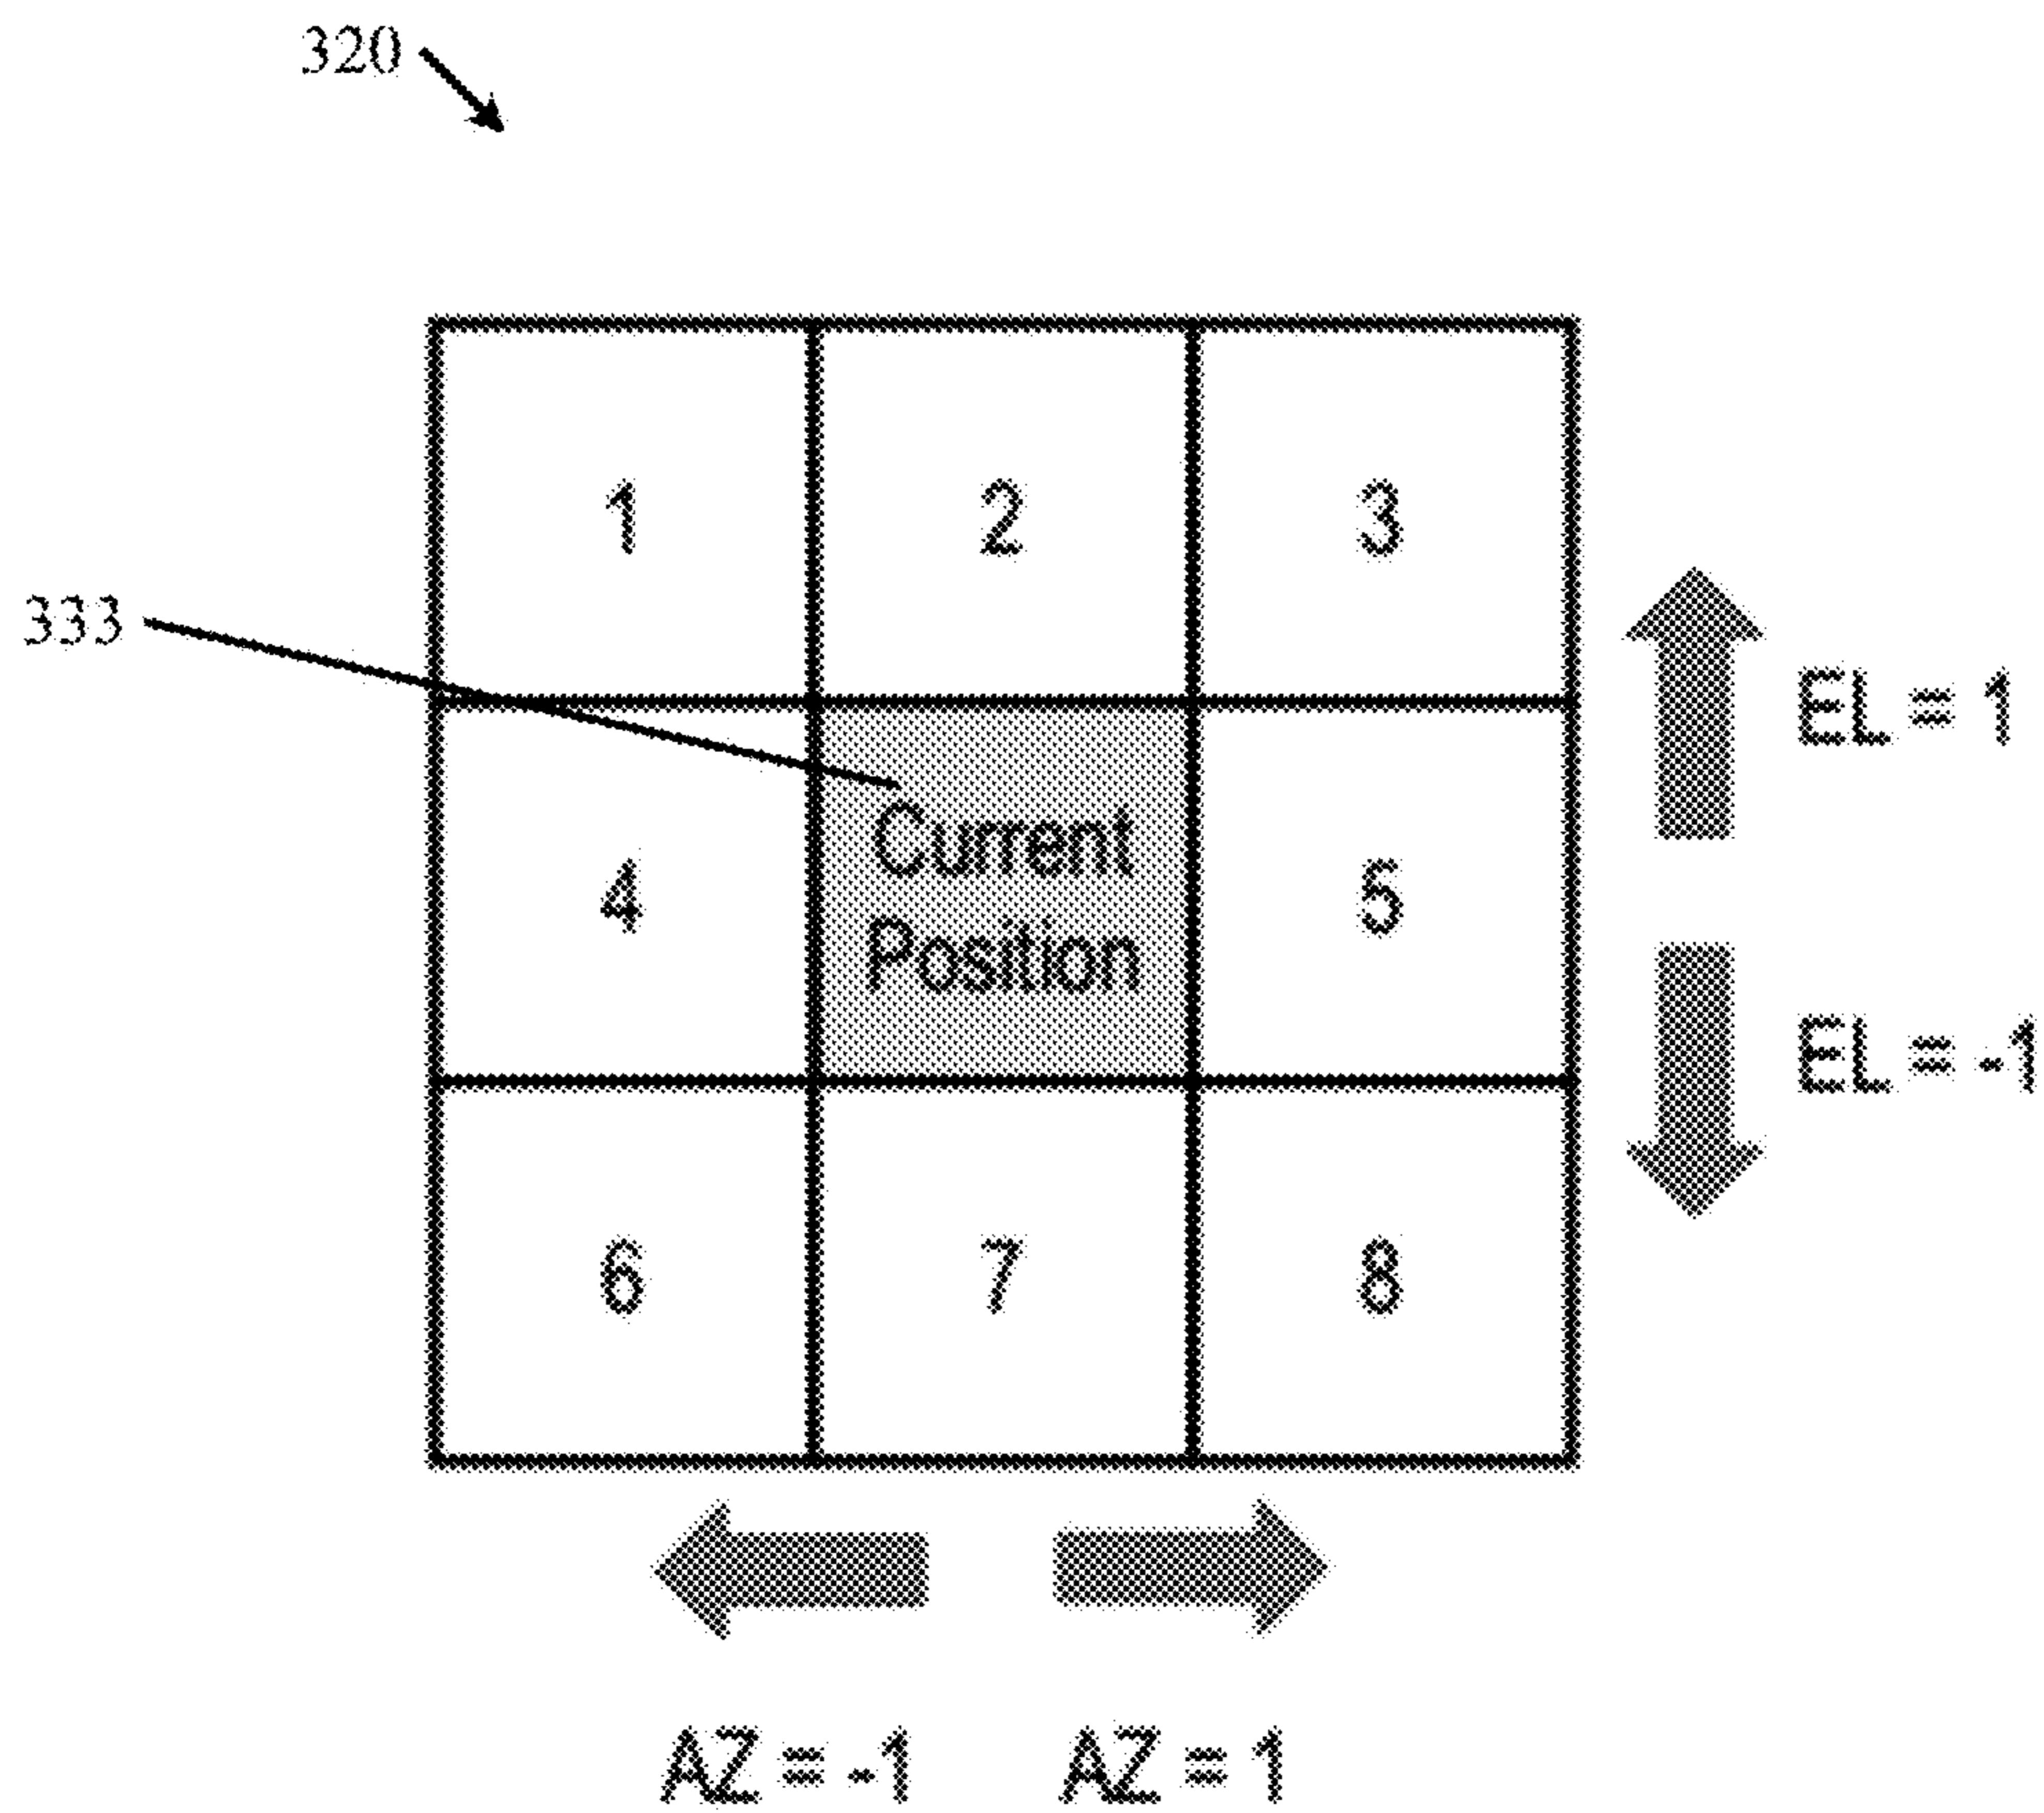 320
1 2 3
333
EL = 1
Current
4 5
Position
EL = -1
6 7 8
AZ = -1 AZ = 1